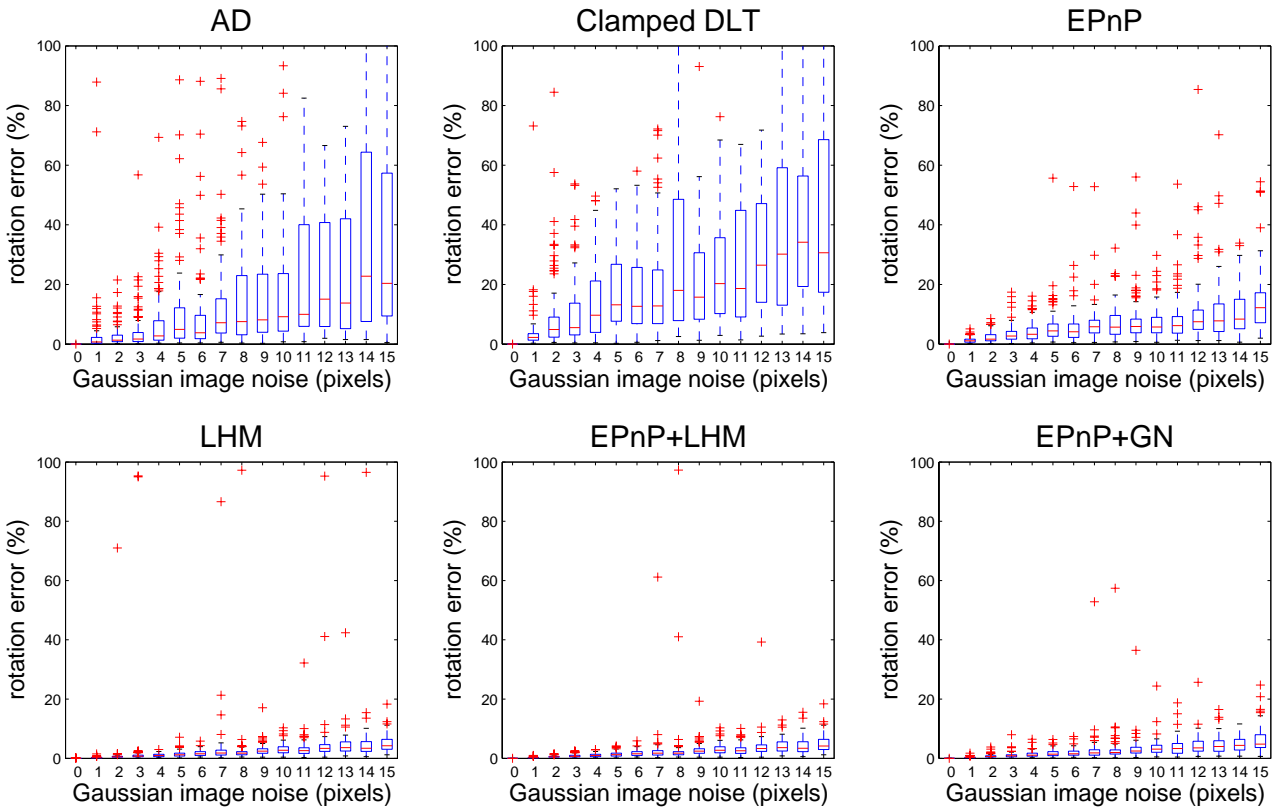 AD
100
80
60
40
20
0
rotation error (%)
0 1 2 3 4 5 6 7 8 9 10 11 12 13 14 15
Gaussian image noise (pixels)
Clamped DLT
100
80
60
40
20
0
rotation error (%)
0 1 2 3 4 5 6 7 8 9 10 11 12 13 14 15
Gaussian image noise (pixels)
EPnP
100
80
60
40
20
0
rotation error (%)
0 1 2 3 4 5 6 7 8 9 10 11 12 13 14 15
Gaussian image noise (pixels)
LHM
100
80
60
40
20
0
rotation error (%)
0 1 2 3 4 5 6 7 8 9 10 11 12 13 14 15
Gaussian image noise (pixels)
EPnP+LHM
100
80
60
40
20
0
rotation error (%)
0 1 2 3 4 5 6 7 8 9 10 11 12 13 14 15
Gaussian image noise (pixels)
EPnP+GN
100
80
60
40
20
0
rotation error (%)
0 1 2 3 4 5 6 7 8 9 10 11 12 13 14 15
Gaussian image noise (pixels)